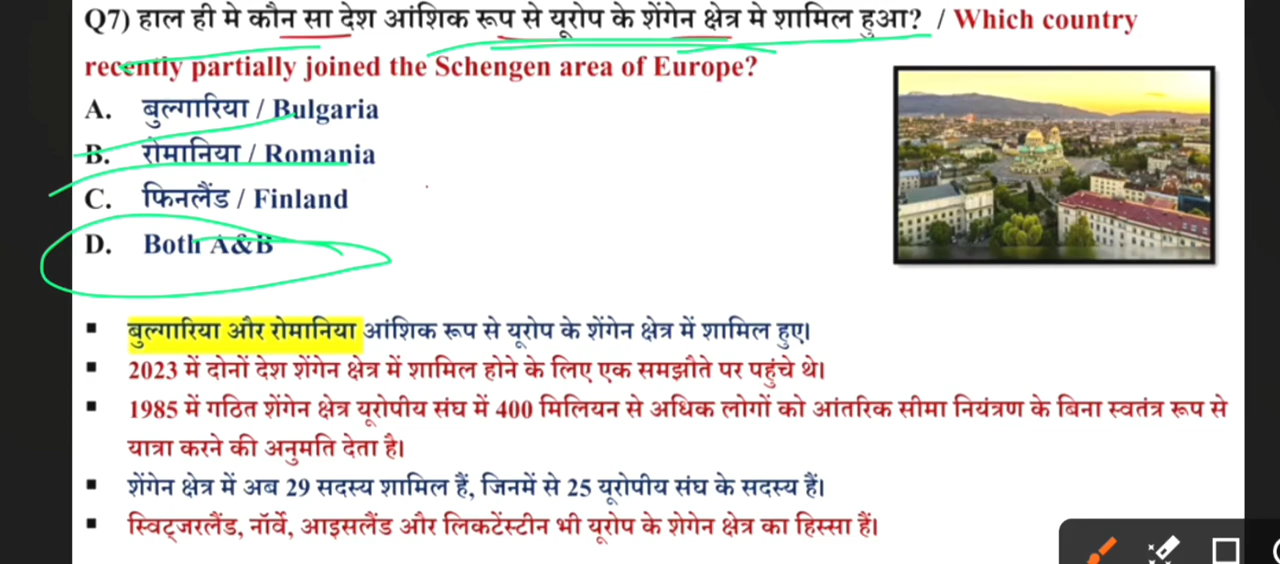 Q7) हाल ही मे कौन सा देश आंशिक रूप से यूरोप के शेंगेन क्षेत्र मे शामिल हुआ? / Which country
recently partially joined the Schengen area of Europe?
A. बुल्गारिया / Bulgaria
B. रोमानिया / Romania
C. फिनलैंड / Finland
D. Both A&B
▪ बुल्गारिया और रोमानिया आंशिक रूप से यूरोप के शेंगेन क्षेत्र में शामिल हुए।
▪ 2023 में दोनों देश शेंगेन क्षेत्र में शामिल होने के लिए एक समझौते पर पहुंचे थे।
▪ 1985 में गठित शेंगेन क्षेत्र यूरोपीय संघ में 400 मिलियन से अधिक लोगों को आंतरिक सीमा नियंत्रण के बिना स्वतंत्र रूप से
यात्रा करने की अनुमति देता है।
▪ शेंगेन क्षेत्र में अब 29 सदस्य शामिल हैं, जिनमें से 25 यूरोपीय संघ के सदस्य हैं।
▪ स्विट्जरलैंड, नॉर्वे, आइसलैंड और लिकटेंस्टीन भी यूरोप के शेगेन क्षेत्र का हिस्सा हैं।